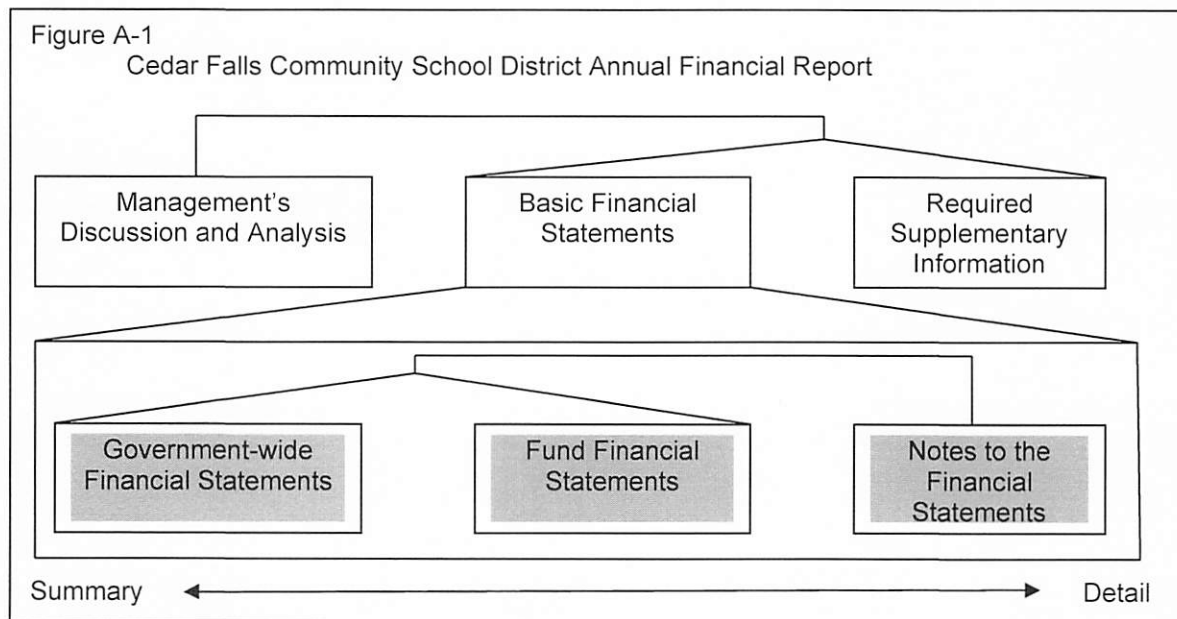 Figure A-1
Cedar Falls Community School District Annual Financial Report
Management's
Discussion and Analysis
Basic Financial
Statements
Required
Supplementary
Information
Government-wide
Financial Statements
Fund Financial
Statements
Notes to the
Financial
Statements
Summary
Detail